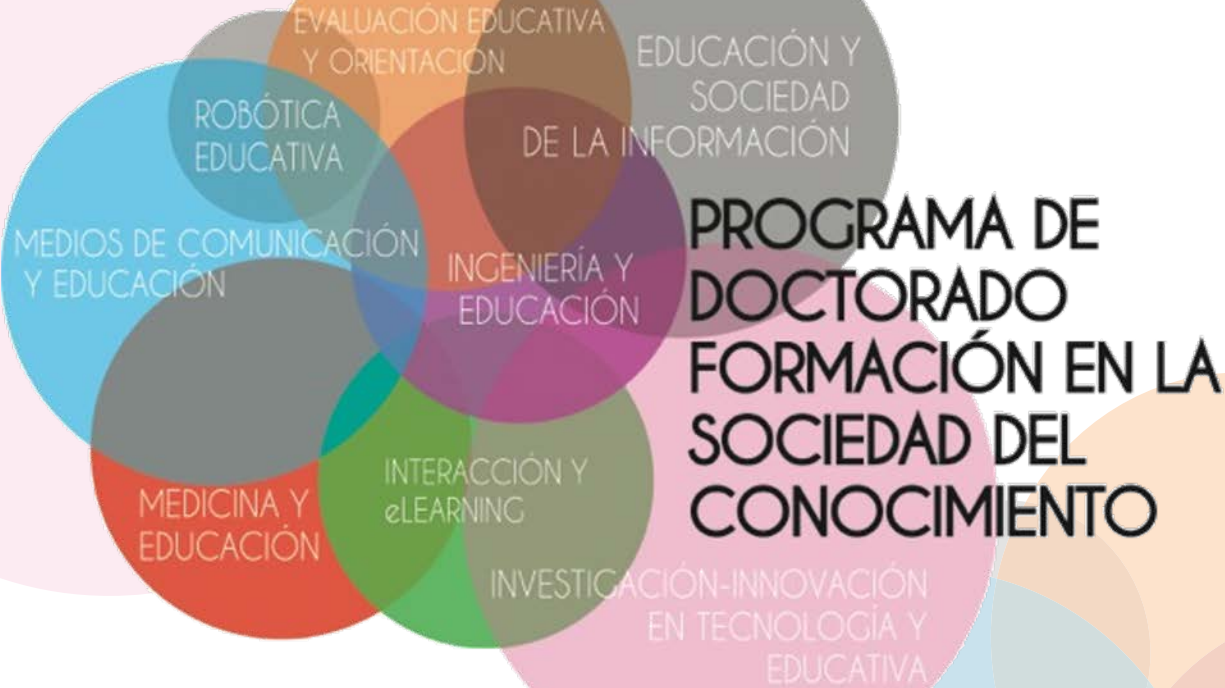 EVALUACIÓN EDUCATIVA
Y ORIENTACIÓN
EDUCACIÓN Y
SOCIEDAD
DE LA INFORMACIÓN
ROBÓTICA
EDUCATIVA
MEDIOS DE COMUNICACIÓN
Y EDUCACIÓN
INGENIERÍA Y
EDUCACIÓN
PROGRAMA DE
DOCTORADO
FORMACIÓN EN LA
SOCIEDAD DEL
CONOCIMIENTO
INTERACCIÓN Y
eLEARNING
MEDICINA Y
EDUCACIÓN
INVESTIGACIÓN-INNOVACIÓN
EN TECNOLOGÍA Y
EDUCATIVA